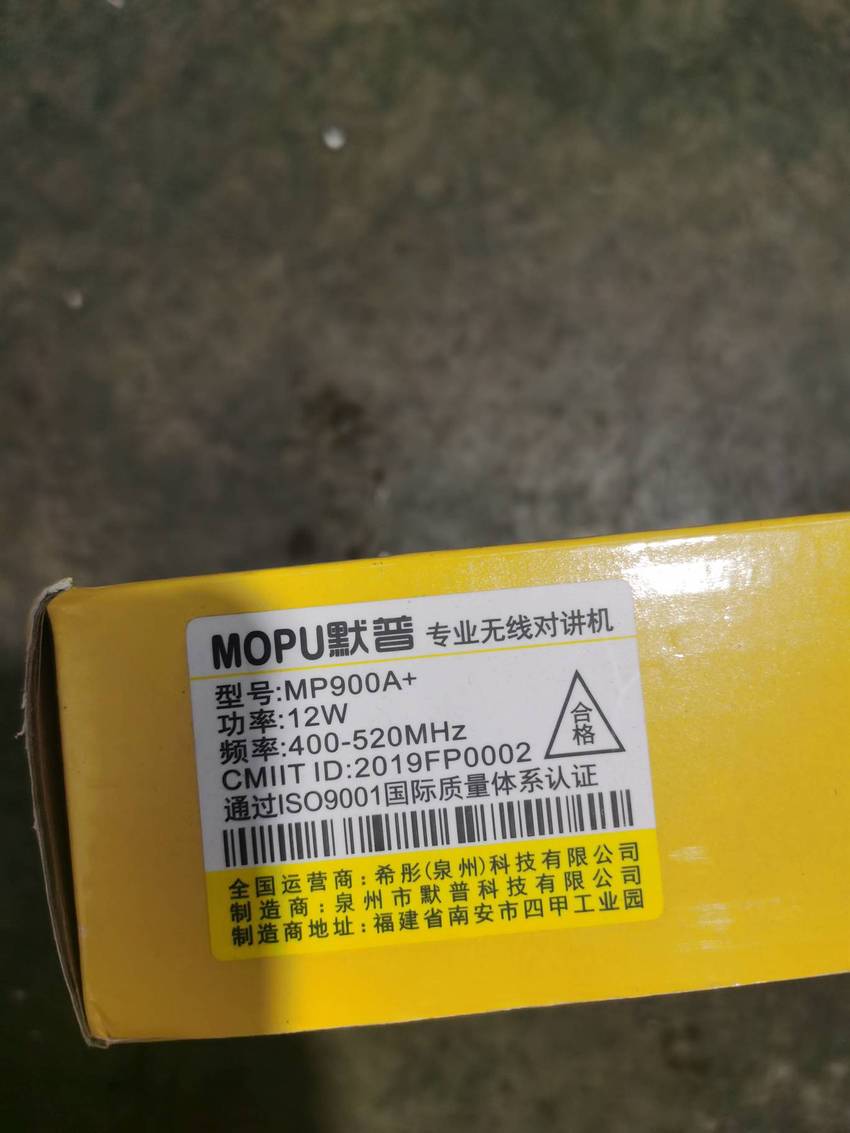 MOPU默普 专业无线对讲机
型号:MP900A+
功率:12W
频率:400-520MHz
CMIIT ID:2019FP0002
合格
通过ISO9001国际质量体系认证
全国运营商:希彤(泉州)科技有限公司
制造商:泉州市默普科技有限公司
制造商地址:福建省南安市四甲工业园